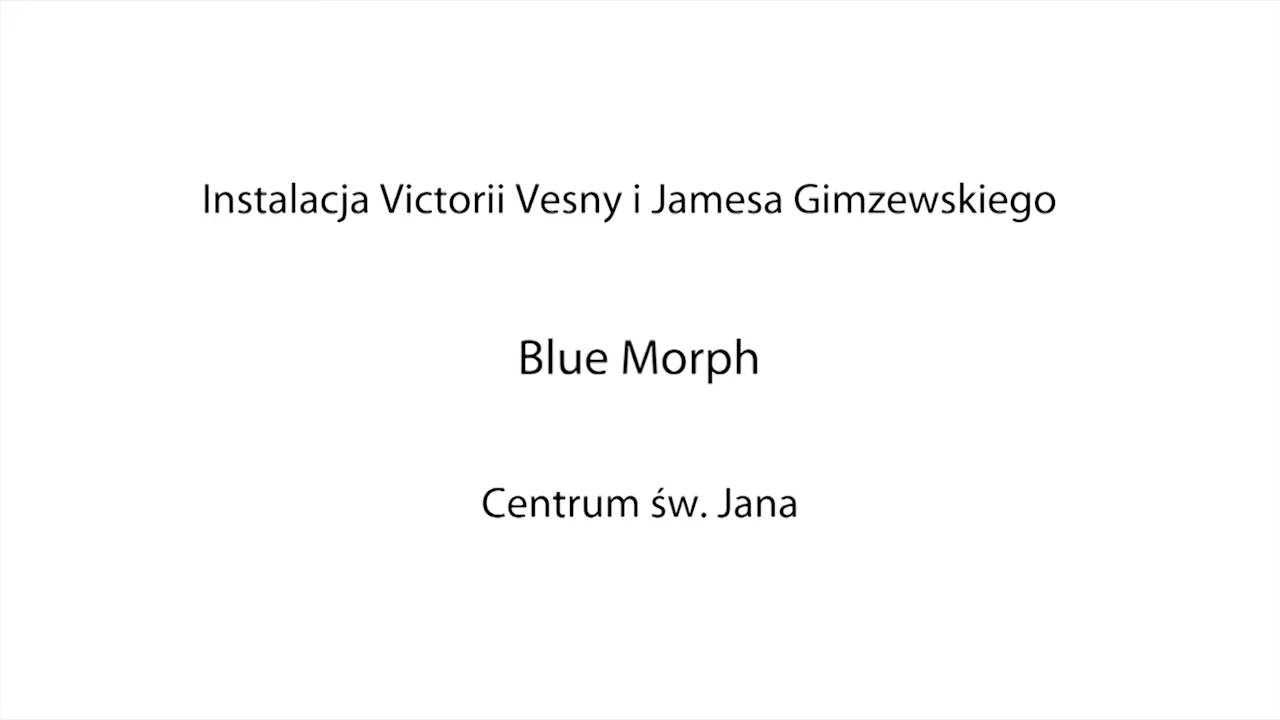 Instalacja Victorii Vesny i Jamesa Gimzewskiego
Blue Morph
Centrum św. Jana